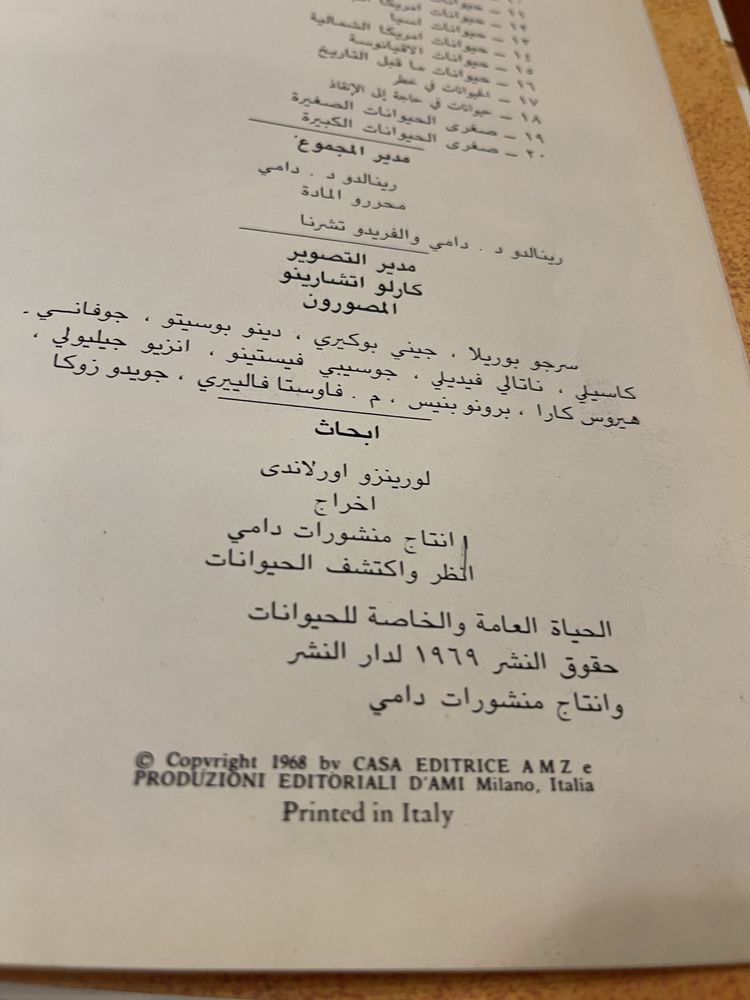 ١٢ – حيوانات امريكا
١٣ – حيوانات آسيا
١٤ – حيوانات امريكا الشمالية
١٥ – حيوانات الاقيانوسة
١٦ – حيوانات ما قبل التاريخ
١٧ – الحيوانات في خطر
١٨ – حيوانات في حاجة إلى الإنقاذ
١٩ – صغرى الحيوانات الصغيرة
٢٠ – صغرى الحيوانات الكبيرة
مدير المجموع
رينالدو د . دامي
محررو المادة
رينالدو د . دامي والفريدو تشرنا
مدير التصوير
كارلو اتشارينو
المصورون
سرجو بوريلا ، جيني بوكيري ، دينو بوسيتو ، جوفاني .
كاسيلي ، ناتالي فيديلي ، جوسيبي فيستينو ، انزيو جيليولي ،
هيروس كارا ، برونو بنيس ، م . فاوستا فالييري ، جويدو زوكا
ابحاث
لورينزو اورلاندى
اخراج
انتاج منشورات دامي
انظر واكتشف الحيوانات
الحياة العامة والخاصة للحيوانات
حقوق النشر ١٩٦٩ لدار النشر
وانتاج منشورات دامي
© Copyright 1968 by CASA EDITRICE A M Z e
PRODUZIONI EDITORIALI D'AMI Milano, Italia
Printed in Italy